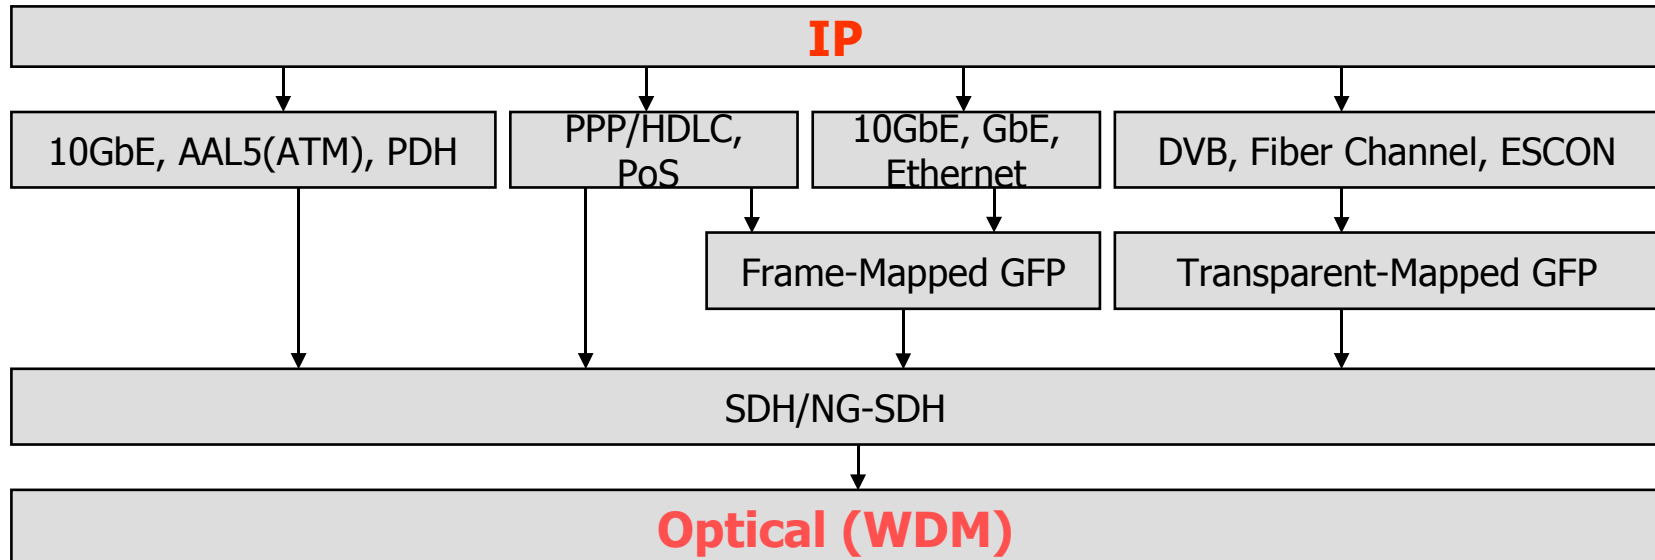 IP
10GbE, AAL5(ATM), PDH
PPP/HDLC,
PoS
10GbE, GbE,
Ethernet
DVB, Fiber Channel, ESCON
Frame-Mapped GFP
Transparent-Mapped GFP
SDH/NG-SDH
Optical (WDM)